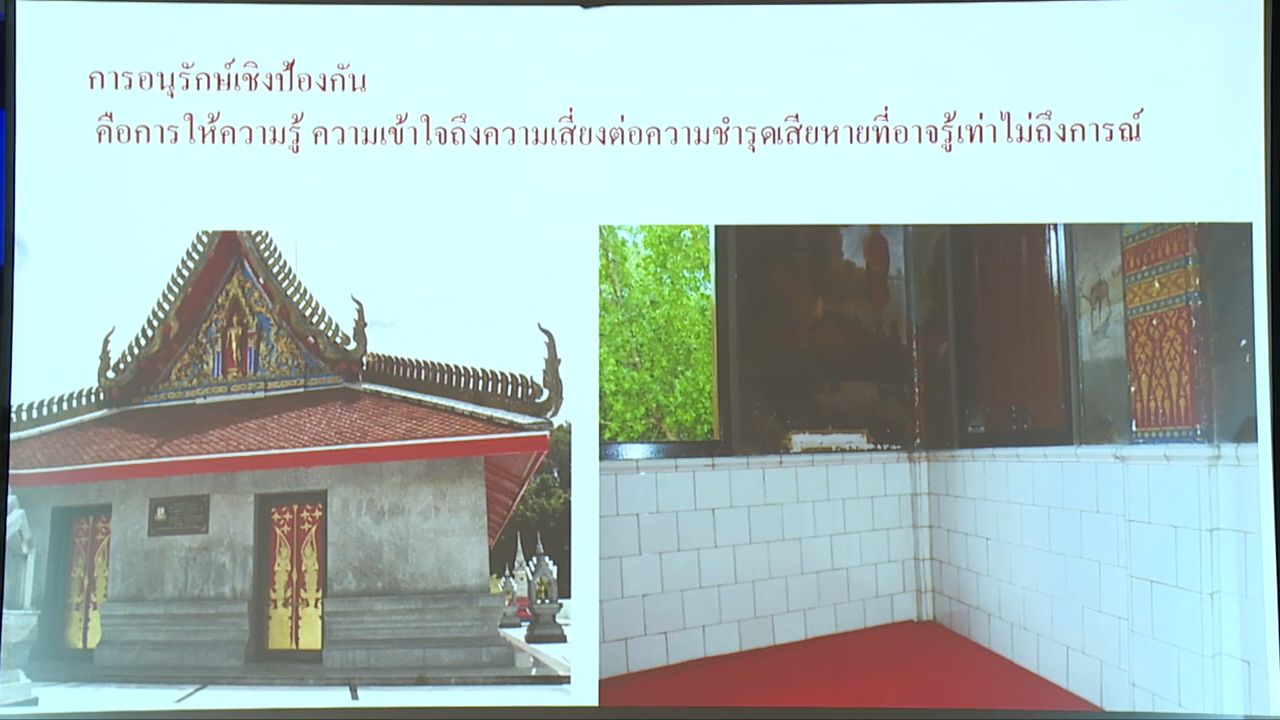 การอนุรักษ์เชิงป้องกัน
คือการให้ความรู้ ความเข้าใจถึงความเสี่ยงต่อความชำรุดเสียหายที่อาจรู้เท่าไม่ถึงการณ์